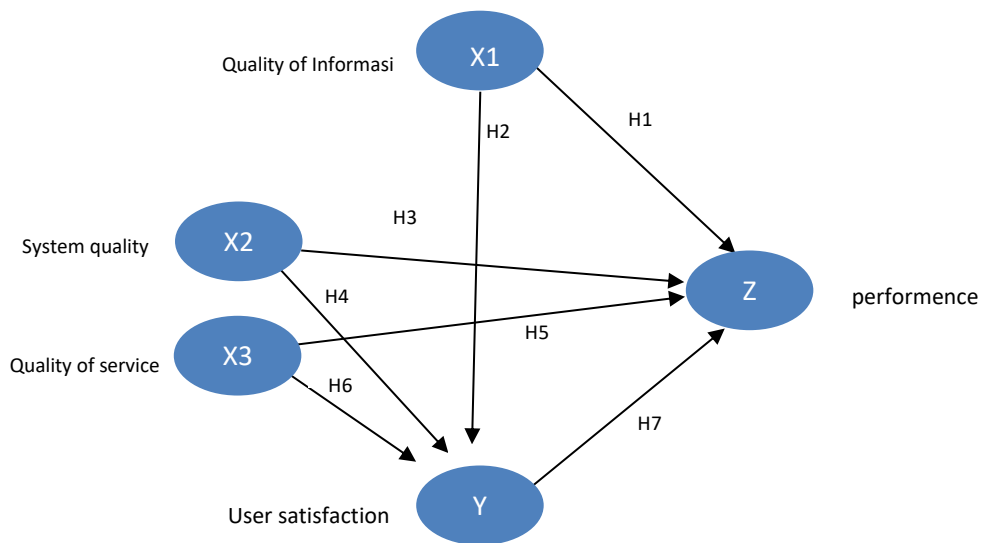 X1
Quality of Informasi
H1
H2
H3
X2
System quality
H4
Z
performence
H5
X3
Quality of service
H6
H7
Y
User satisfaction